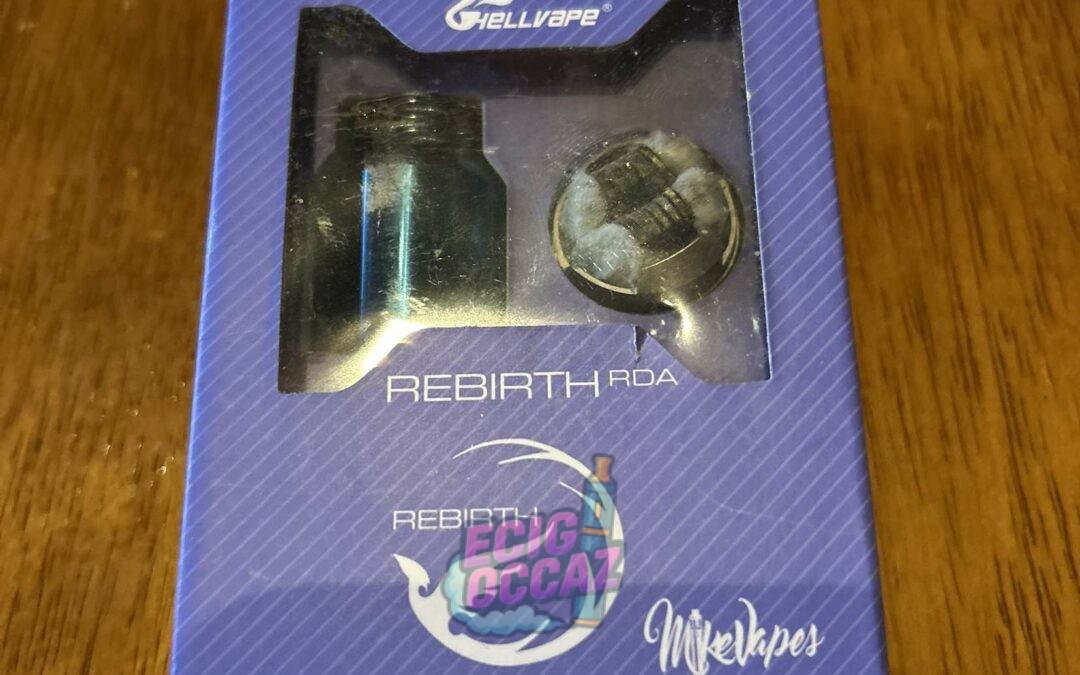 HELLVAPE®
REBIRTH RDA
REBIRTH
ECIG
OCCAZ
MikeVapes